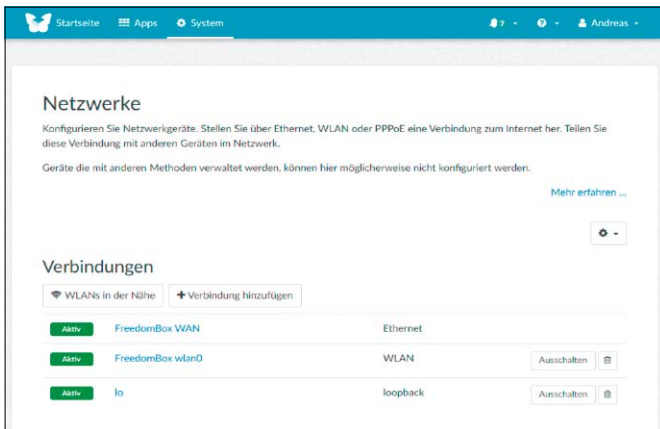 Startseite Apps System 7 Andreas
Netzwerke
Konfigurieren Sie Netzwerkgeräte. Stellen Sie über Ethernet, WLAN oder PPPoE eine Verbindung zum Internet her. Teilen Sie
diese Verbindung mit anderen Geräten im Netzwerk.
Geräte die mit anderen Methoden verwaltet werden, können hier möglicherweise nicht konfiguriert werden.
Mehr erfahren ...
Verbindungen
WLANs in der Nähe Verbindung hinzufügen
Aktiv FreedomBox WAN Ethernet
Aktiv FreedomBox wlan0 WLAN Ausschalten
Aktiv lo loopback Ausschalten